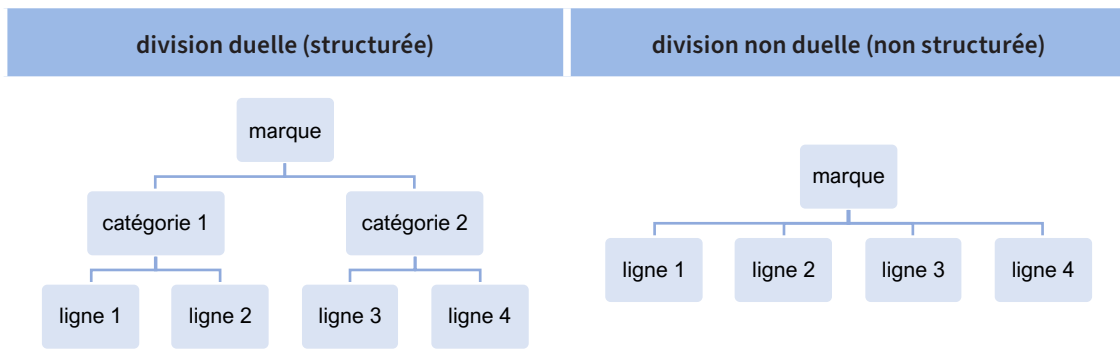 division duelle (structurée)
division non duelle (non structurée)
marque
catégorie 1
catégorie 2
ligne 1
ligne 2
ligne 3
ligne 4
marque
ligne 1
ligne 2
ligne 3
ligne 4